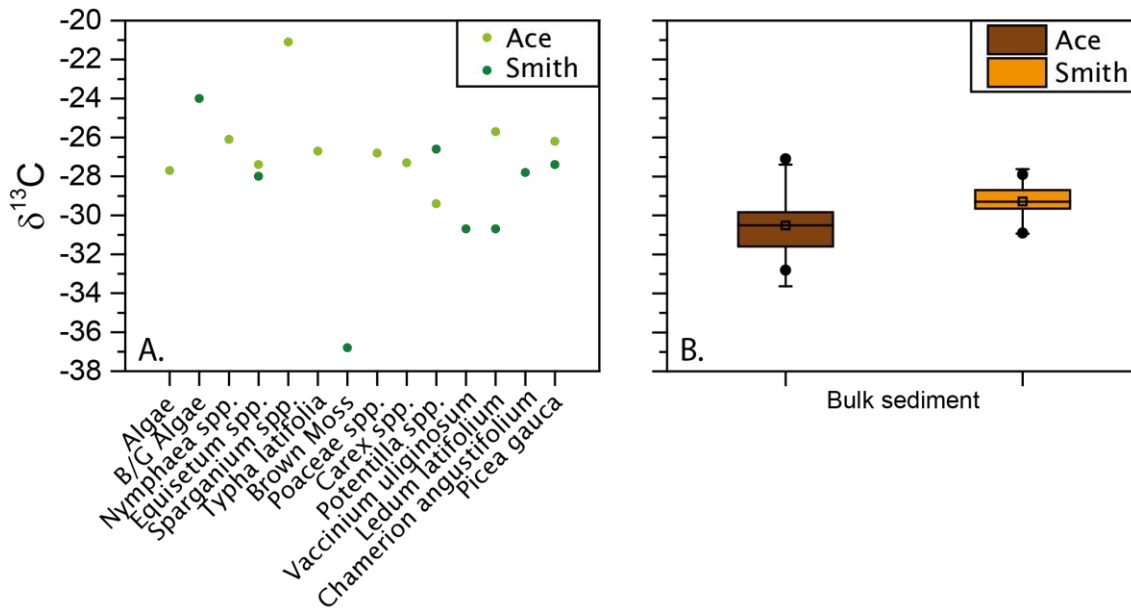 -20
-22
-24
-26
-28
-30
-32
-34
-36
-38
δ¹³C
Ace
Smith
A.
Algae
B/G Algae
Nymphaea spp.
Equisetum spp.
Sparganium spp.
Typha latifolia
Brown Moss
Poaceae spp.
Carex spp.
Potentilla spp.
Vaccinium uliginosum
Ledum latifolium
Chamerion angustifolium
Picea gauca
Ace
Smith
B.
Bulk sediment